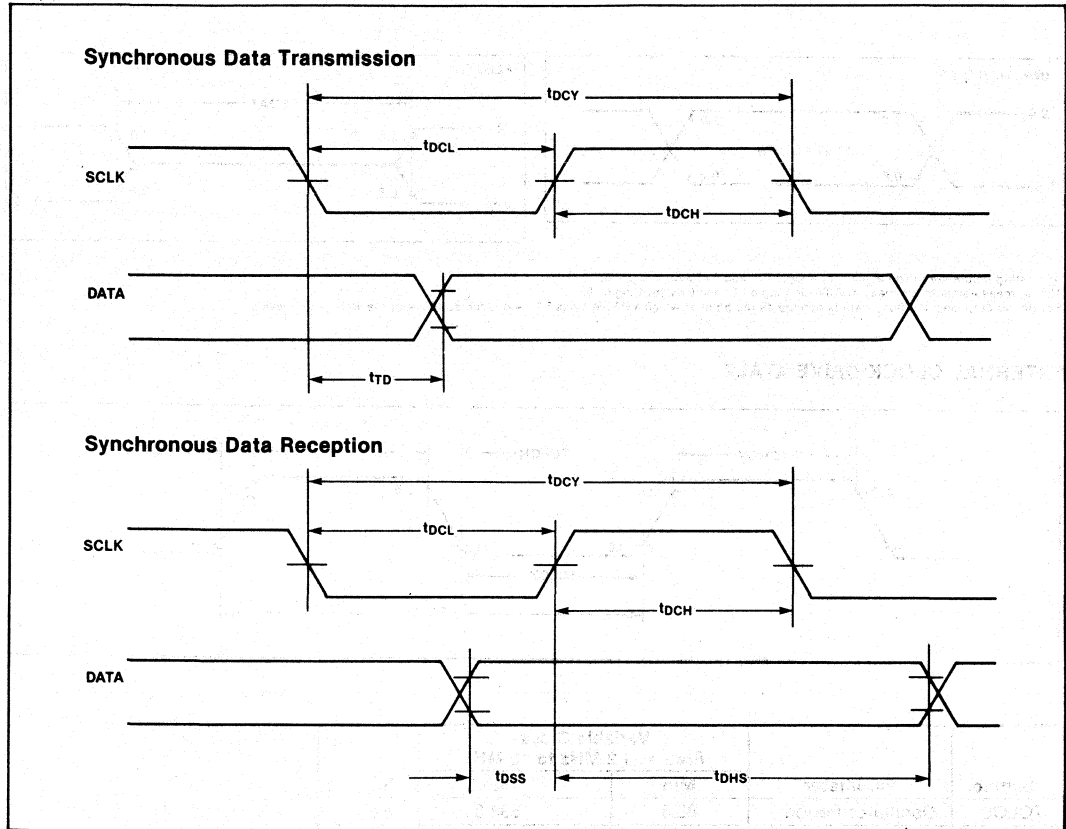 Synchronous Data Transmission
tDCY
tDCL
SCLK
tDCH
DATA
tTD
Synchronous Data Reception
tDCY
tDCL
SCLK
tDCH
DATA
tDSS
tDHS